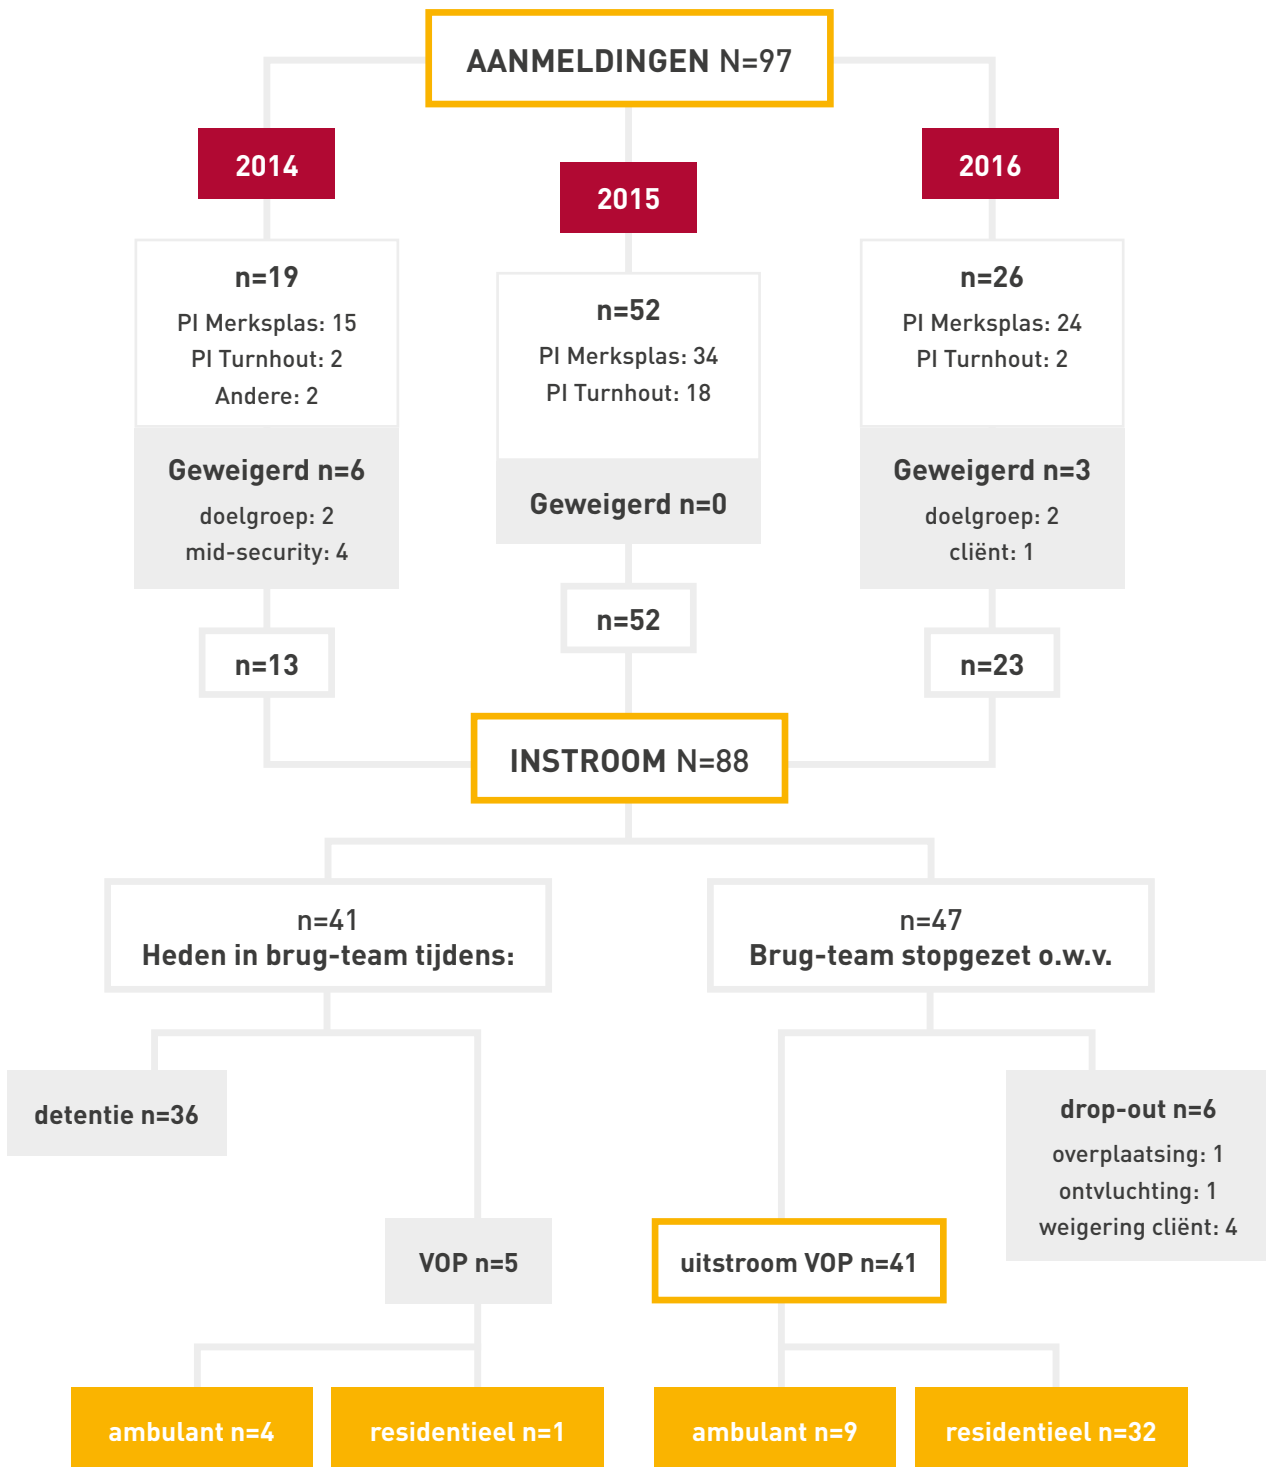 AANMELDINGEN N=97
2014
n=19
PI Merksplas: 15
PI Turnhout: 2
Andere: 2
Geweigerd n=6
doelgroep: 2
mid-security: 4
n=13
2015
n=52
PI Merksplas: 34
PI Turnhout: 18
Geweigerd n=0
n=52
2016
n=26
PI Merksplas: 24
PI Turnhout: 2
Geweigerd n=3
doelgroep: 2
cliënt: 1
n=23
INSTROOM N=88
n=41
Heden in brug-team tijdens:
detentie n=36
VOP n=5
ambulant n=4
residentieel n=1
n=47
Brug-team stopgezet o.w.v.
drop-out n=6
overplaatsing: 1
ontvluchting: 1
weigering cliënt: 4
uitstroom VOP n=41
ambulant n=9
residentieel n=32